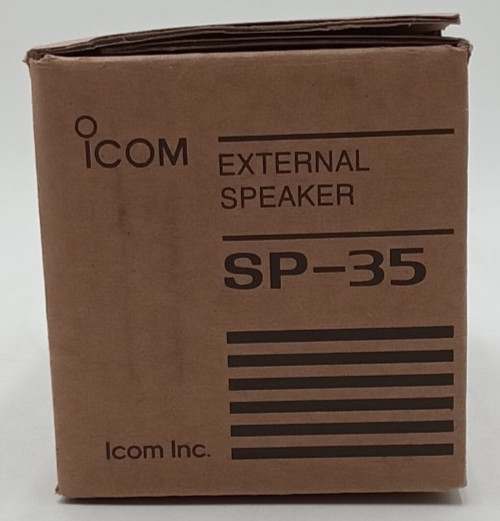 ICOM
EXTERNAL
SPEAKER
SP-35
Icom Inc.